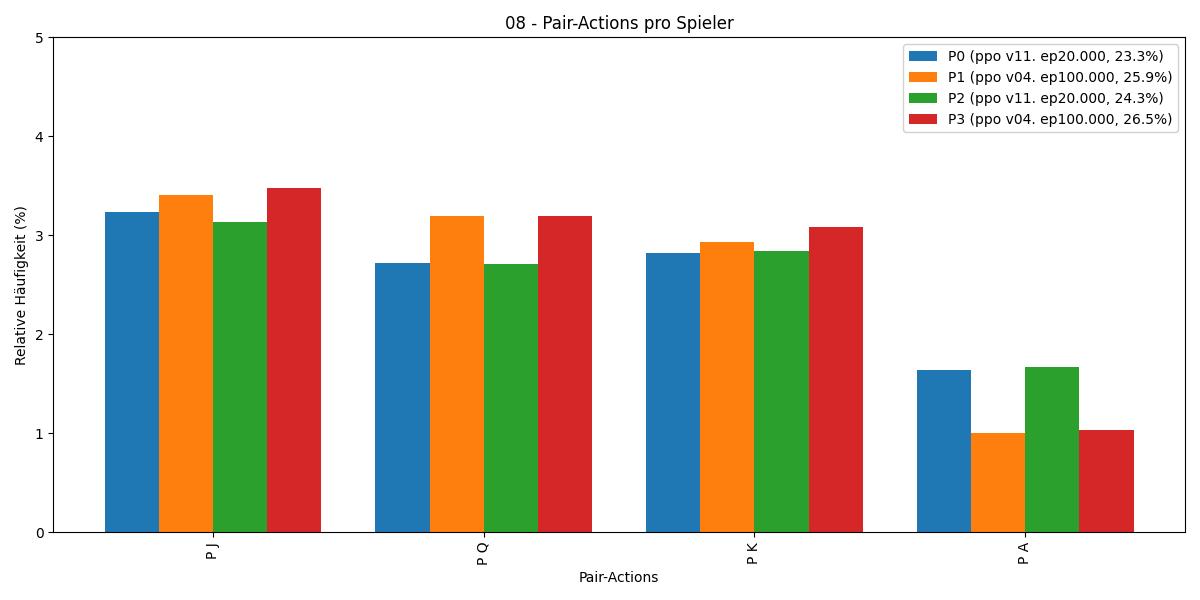 08 - Pair-Actions pro Spieler
P0 (ppo v11. ep20.000, 23.3%)
P1 (ppo v04. ep100.000, 25.9%)
P2 (ppo v11. ep20.000, 24.3%)
P3 (ppo v04. ep100.000, 26.5%)
Relative Häufigkeit (%)
5
4
3
2
1
0
P J
P Q
P K
P A
Pair-Actions